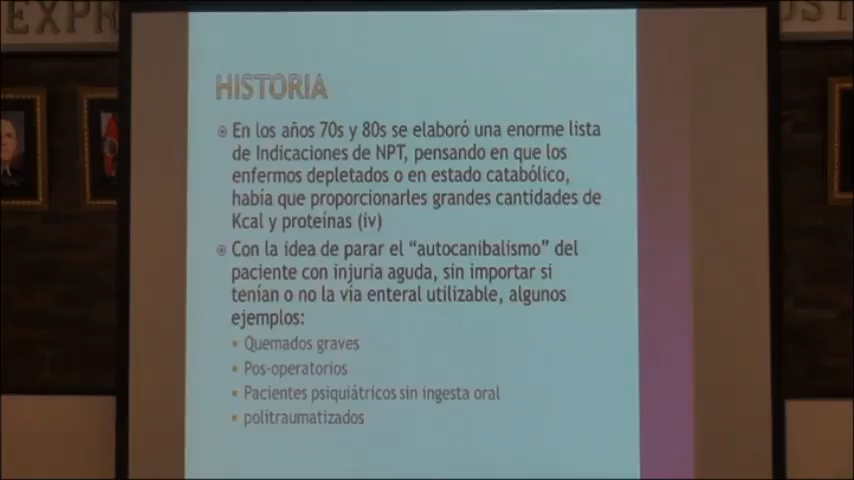 EXPR
UST
HISTORIA
En los años 70s y 80s se elaboró una enorme lista
de Indicaciones de NPT, pensando en que los
enfermos depletados o en estado catabólico,
había que proporcionarles grandes cantidades de
Kcal y proteínas (iv)
Con la idea de parar el “autocanibalismo” del
paciente con injuria aguda, sin importar si
tenían o no la vía enteral utilizable, algunos
ejemplos:
Quemados graves
Pos-operatorios
Pacientes psiquiátricos sin ingesta oral
politraumatizados